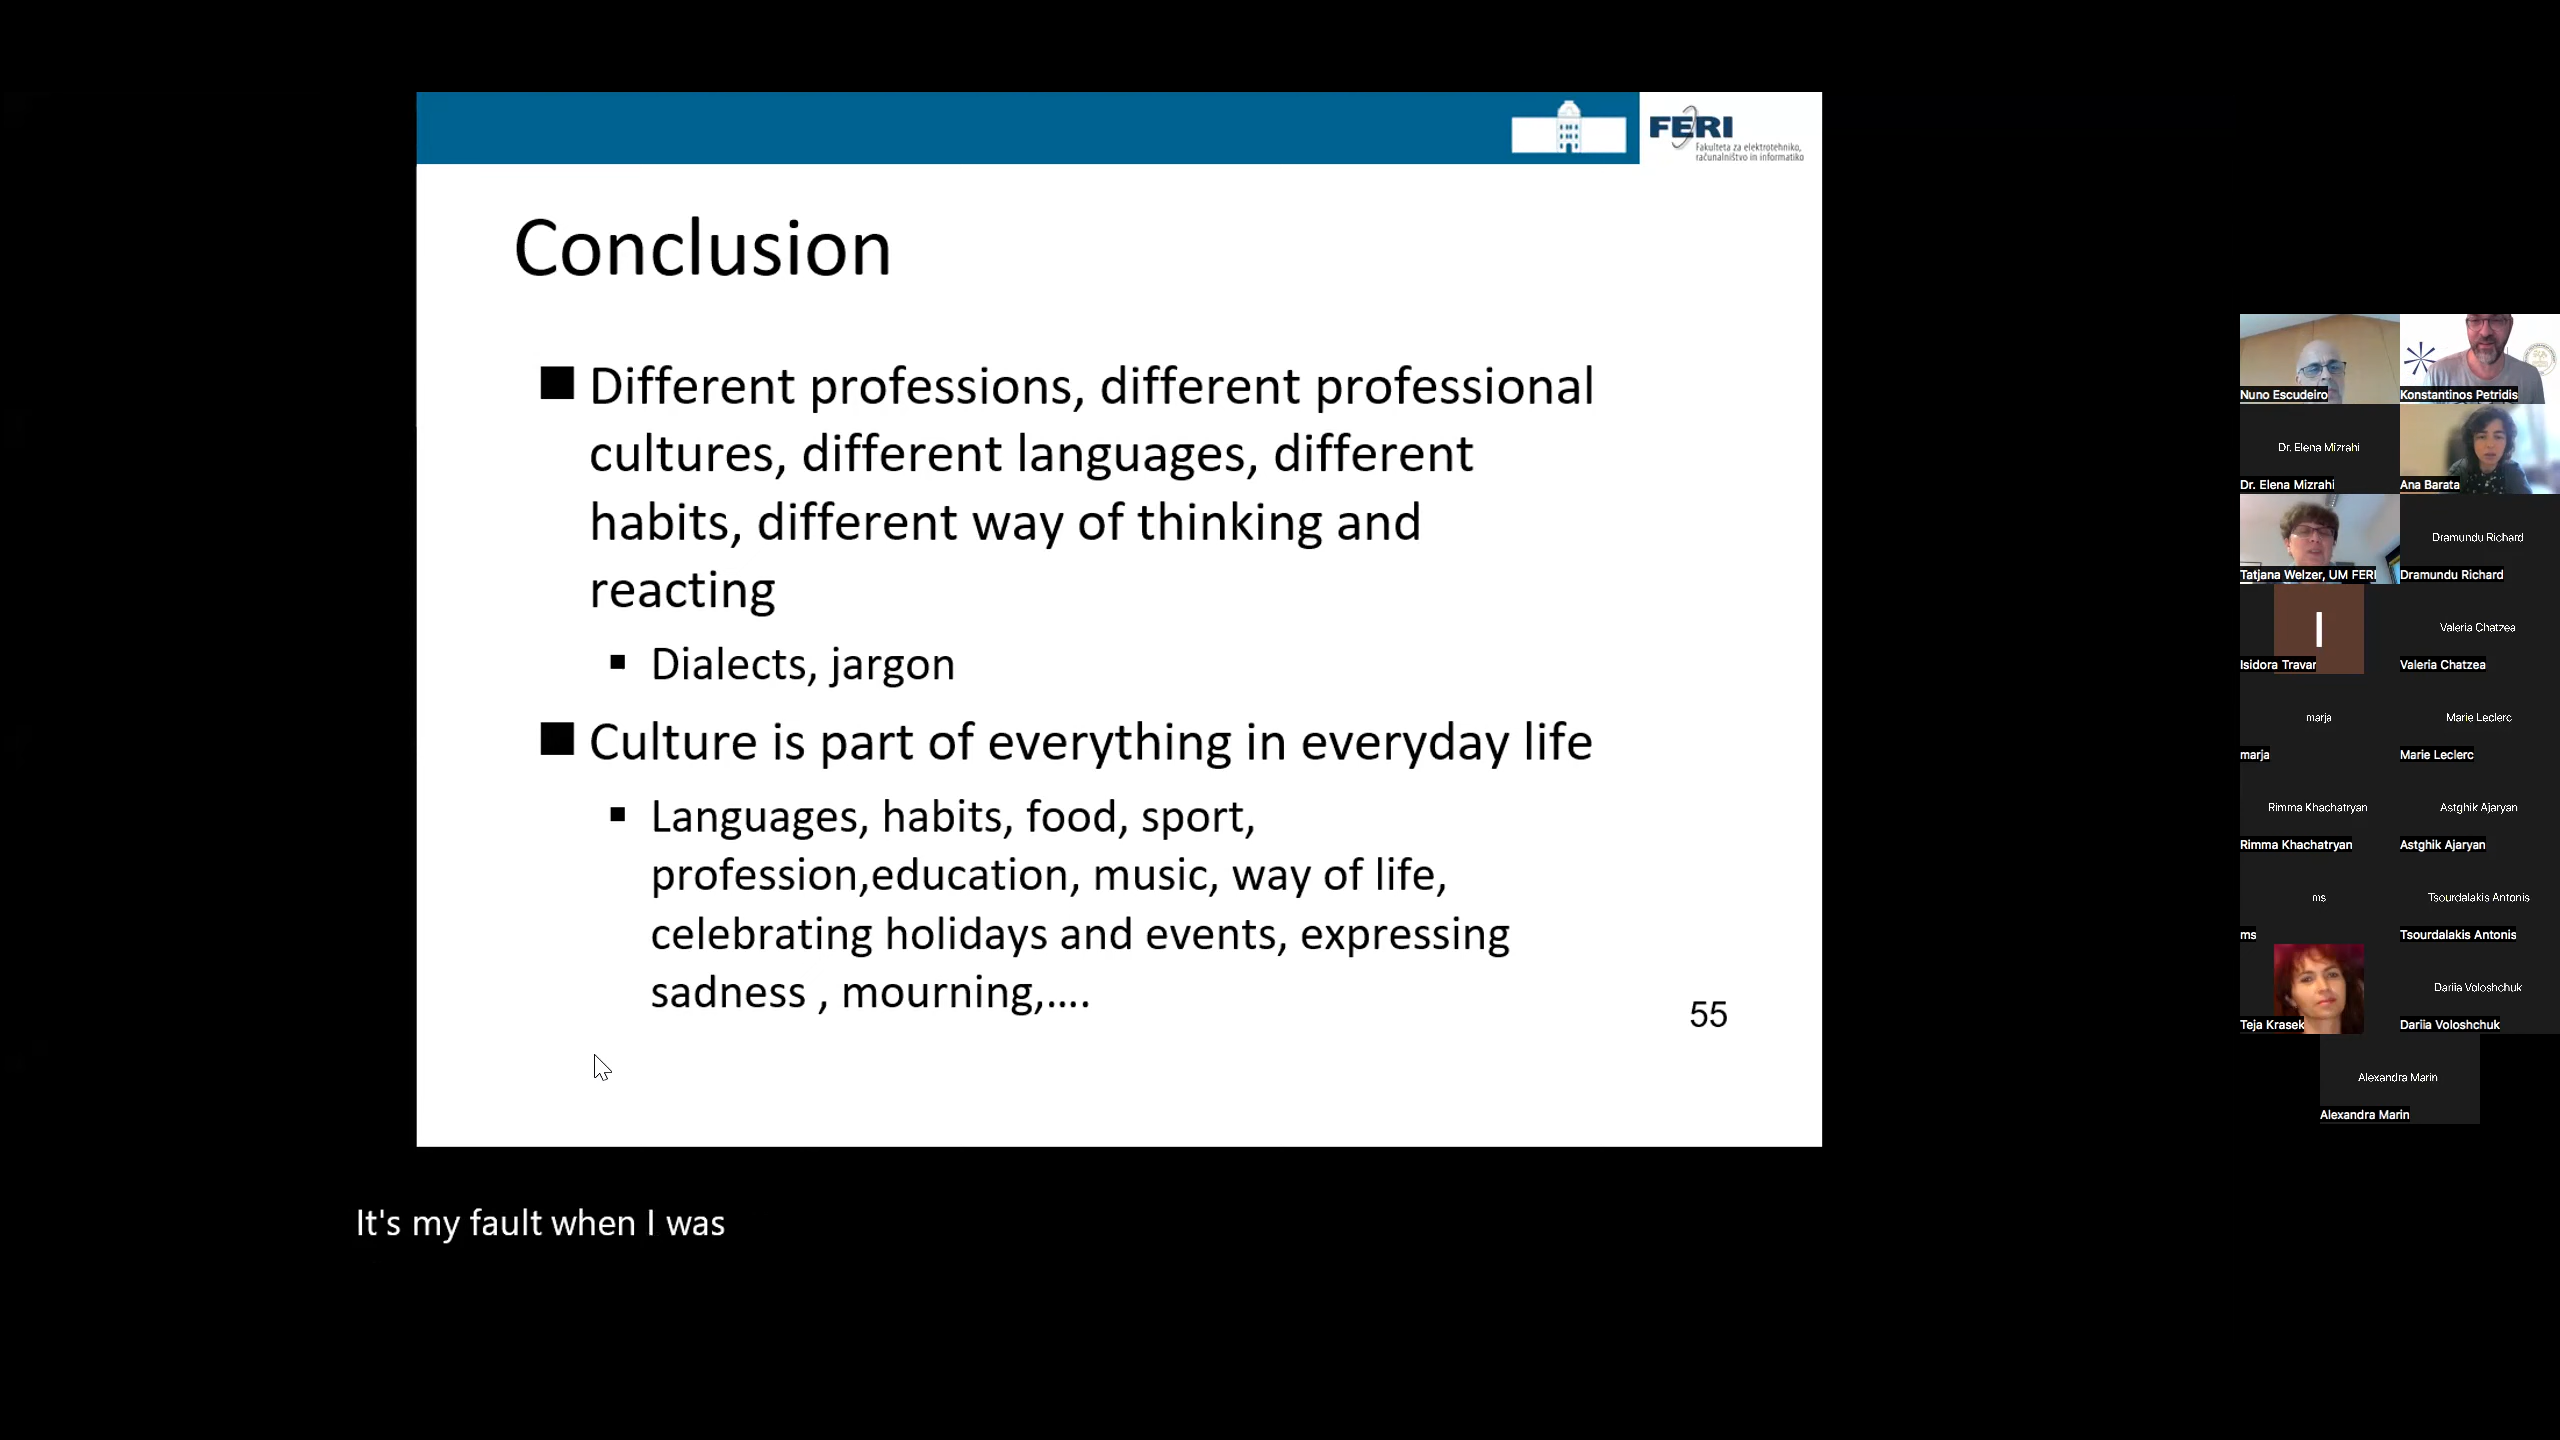 FERI
Fakulteta za elektrotehniko,
računalništvo in informatiko
Conclusion
Different professions, different professional
cultures, different languages, different
habits, different way of thinking and
reacting
Dialects, jargon
Culture is part of everything in everyday life
Languages, habits, food, sport,
profession,education, music, way of life,
celebrating holidays and events, expressing
sadness , mourning,....
55
It's my fault when I was
Nuno Escudeiro
Konstantinos Petridis
Dr. Elena Mizrahi
Dr. Elena Mizrahi
Ana Barata
Tatjana Welzer, UM FERI
Dramundu Richard
Dramundu Richard
I
Isidora Travar
Valeria Chatzea
Valeria Chatzea
marja
marja
Marie Leclerc
Marie Leclerc
Rimma Khachatryan
Rimma Khachatryan
Astghik Ajaryan
Astghik Ajaryan
ms
ms
Tsourdalakis Antonis
Tsourdalakis Antonis
Teja Krasek
Dariia Voloshchuk
Dariia Voloshchuk
Alexandra Marin
Alexandra Marin